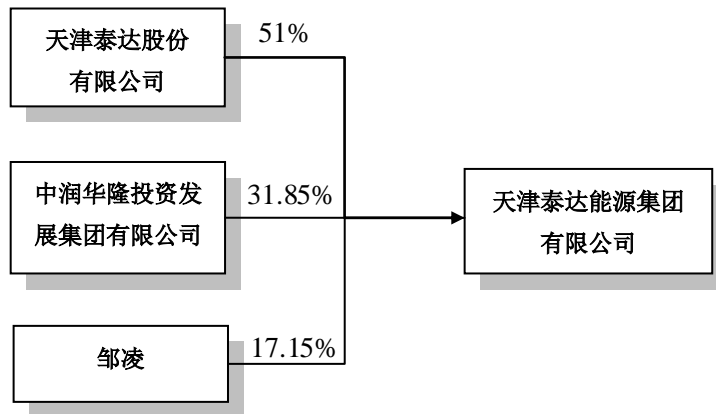 天津泰达股份
有限公司
51%
中润华隆投资发
展集团有限公司
31.85%
天津泰达能源集团
有限公司
邹凌
17.15%